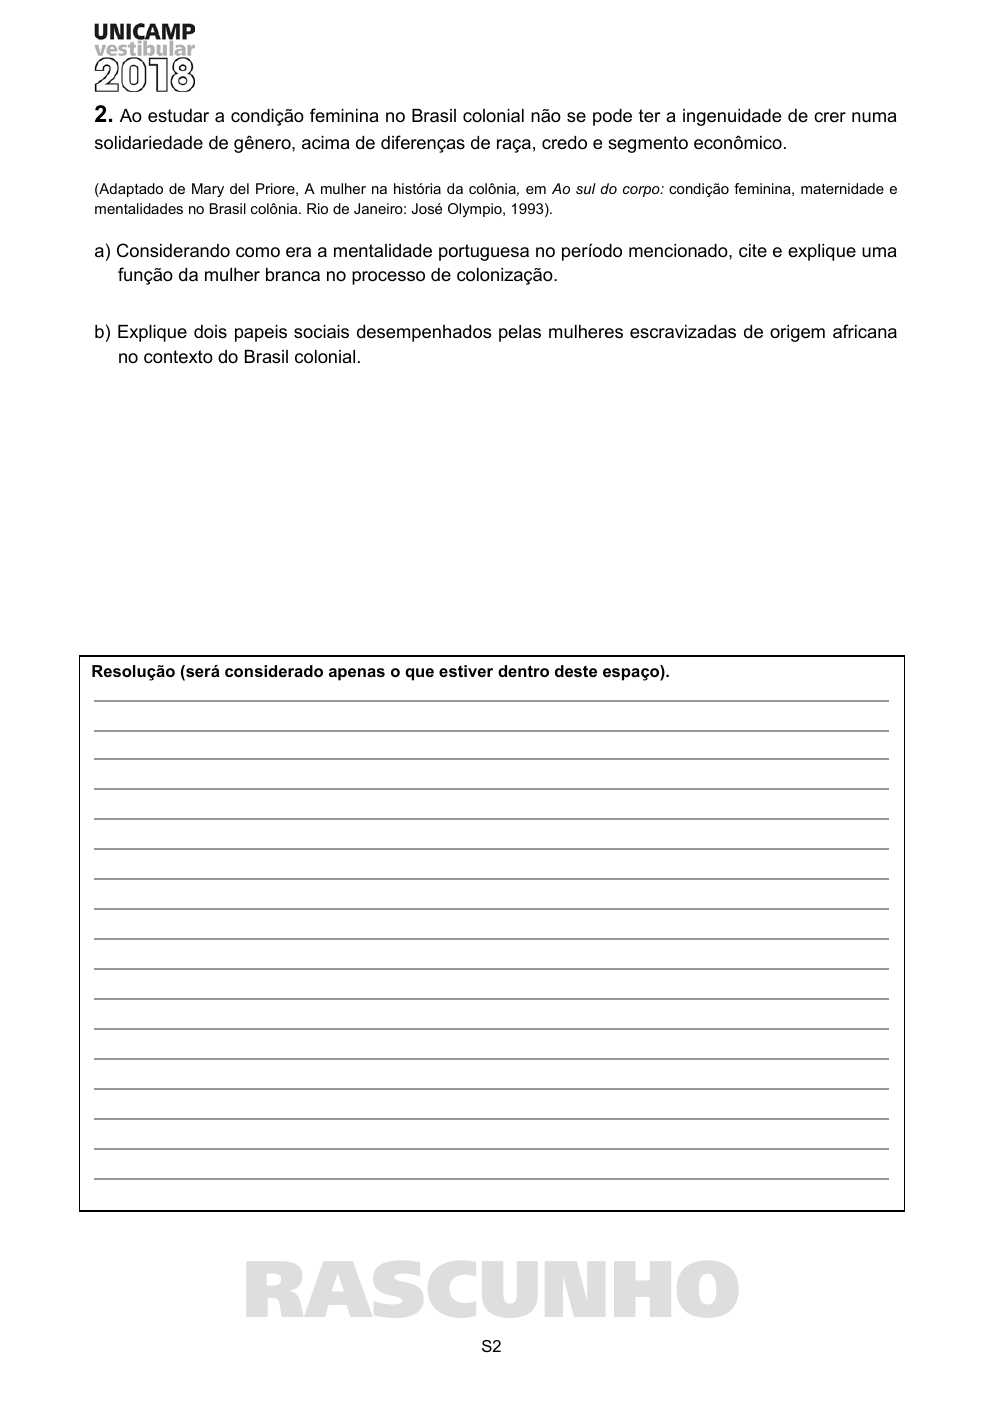 UNICAMP
vestibular
2018
2. Ao estudar a condição feminina no Brasil colonial não se pode ter a ingenuidade de crer numa
solidariedade de gênero, acima de diferenças de raça, credo e segmento econômico.
(Adaptado de Mary del Priore, A mulher na história da colônia, em Ao sul do corpo: condição feminina, maternidade e
mentalidades no Brasil colônia. Rio de Janeiro: José Olympio, 1993).
a) Considerando como era a mentalidade portuguesa no período mencionado, cite e explique uma
função da mulher branca no processo de colonização.
b) Explique dois papeis sociais desempenhados pelas mulheres escravizadas de origem africana
no contexto do Brasil colonial.
Resolução (será considerado apenas o que estiver dentro deste espaço).
RASCUNHO
S2